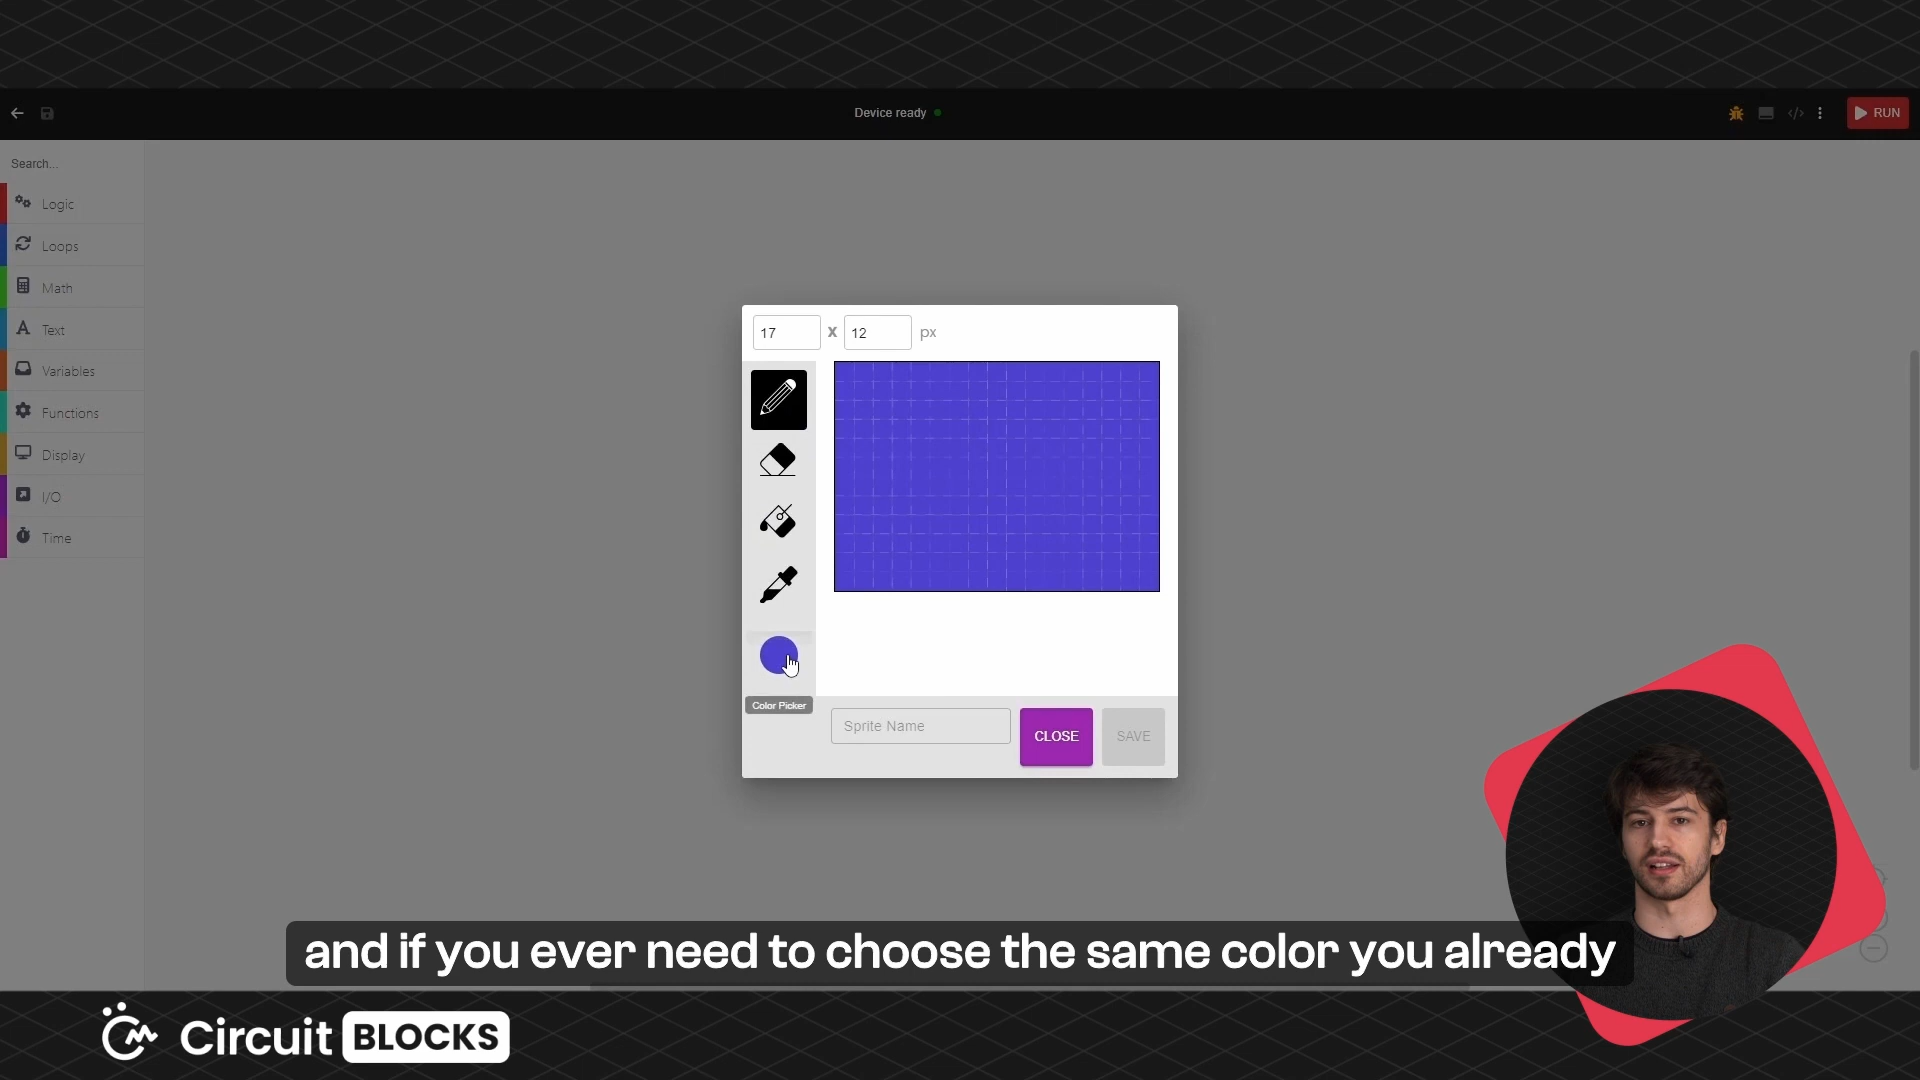 Device ready
RUN
Search...
Logic
Loops
Math
Text
Variables
Functions
Display
I/O
Time
17 x 12 px
Color Picker
Sprite Name
CLOSE
SAVE
and if you ever need to choose the same color you already
Circuit BLOCKS